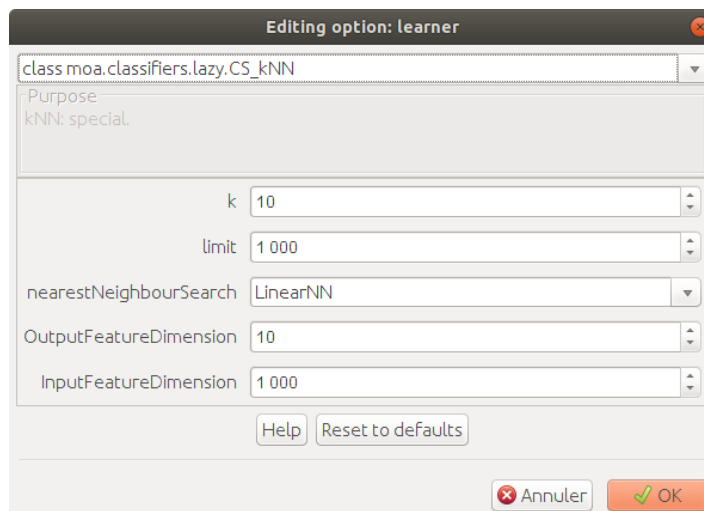 Editing option: learner
class moa.classifiers.lazy.CS_kNN
Purpose
kNN: special.
k 10
limit 1 000
nearestNeighbourSearch LinearNN
OutputFeatureDimension 10
InputFeatureDimension 1 000
Help Reset to defaults
Annuler OK